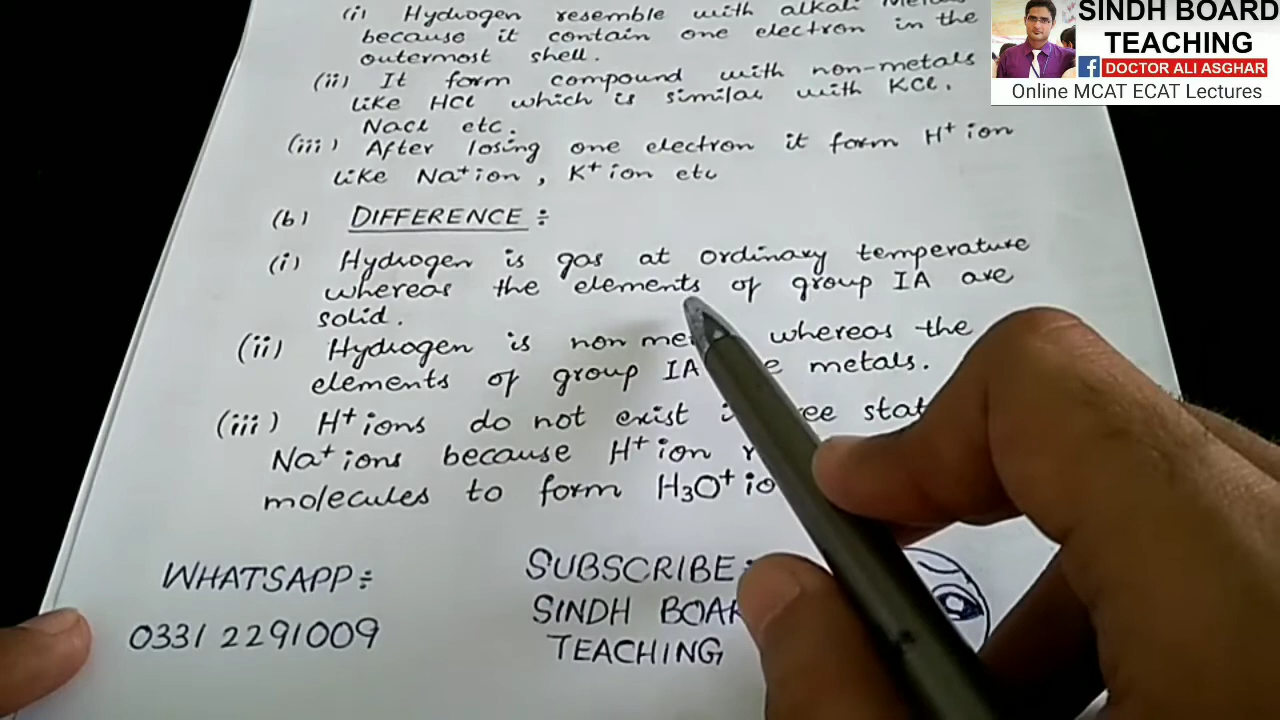 (i) Hydrogen resemble with alkali Metals
because it contain one electron in the
outermost shell.
(ii) It form compound with non-metals
like HCl which is similar with KCl.
NaCl etc.
(iii) After losing one electron it form H+ ion
like Na+ ion, K+ ion etc
(b) DIFFERENCE:
(i) Hydrogen is gas at ordinary temperature
whereas the elements of group IA are
solid.
(ii) Hydrogen is non whereas the
elements of group IA metals.
(iii) H+ ions do not exist
Na+ ions because H+ ion
molecules to form H3O+
WHATSAPP:
0331 2291009
SUBSCRIBE:
SINDH
TEACHING
SINDH BOARD
TEACHING
f DOCTOR ALI ASGHAR
Online MCAT ECAT Lectures